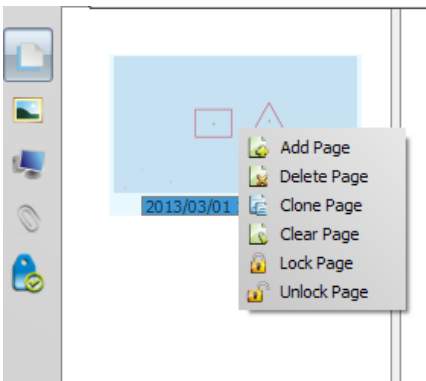 2013/03/01
Add Page
Delete Page
Clone Page
Clear Page
Lock Page
Unlock Page